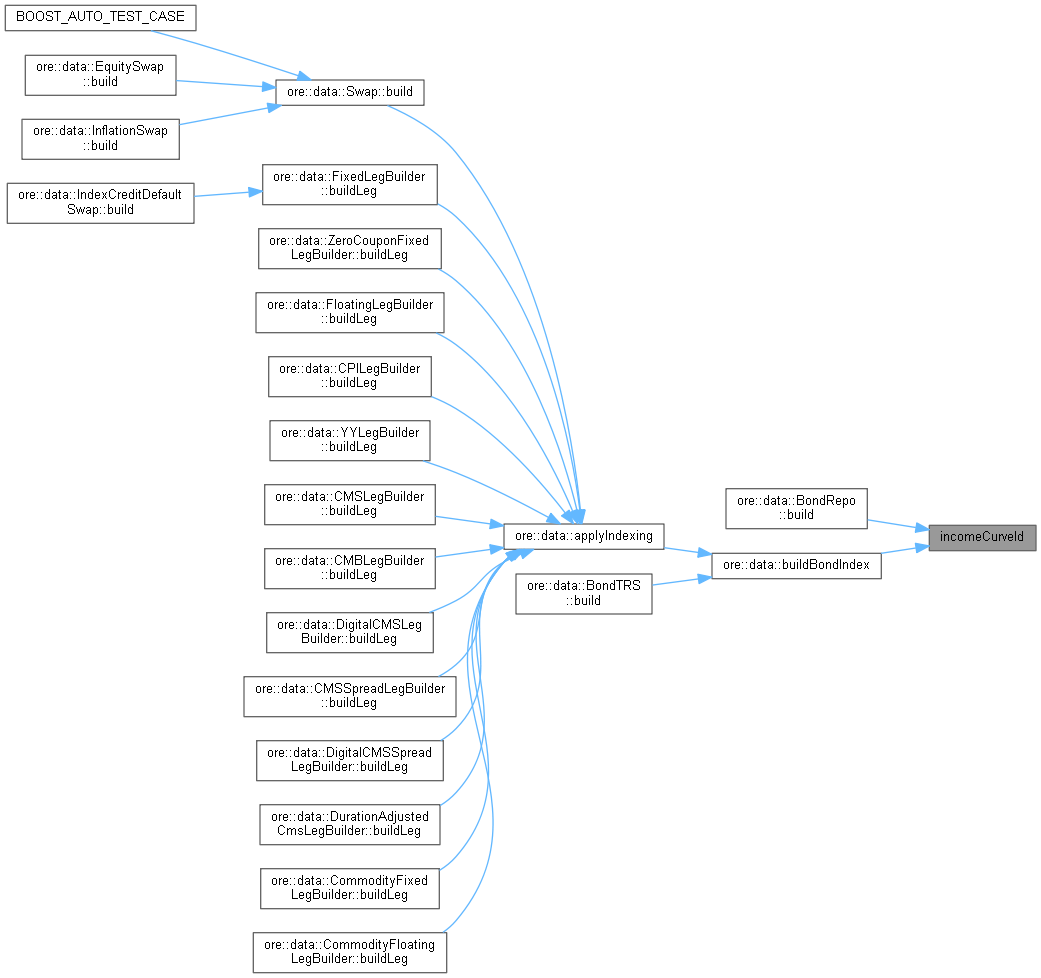 BOOST_AUTO_TEST_CASE
ore::data::EquitySwap
::build
ore::data::Swap::build
ore::data::InflationSwap
::build
ore::data::FixedLegBuilder
::buildLeg
ore::data::IndexCreditDefault
Swap::build
ore::data::ZeroCouponFixed
LegBuilder::buildLeg
ore::data::FloatingLegBuilder
::buildLeg
ore::data::CPILegBuilder
::buildLeg
ore::data::YYLegBuilder
::buildLeg
ore::data::CMSLegBuilder
::buildLeg
ore::data::BondRepo
::build
ore::data::applyIndexing
incomeCurveId
ore::data::CMBLegBuilder
::buildLeg
ore::data::buildBondIndex
ore::data::BondTRS
::build
ore::data::DigitalCMSLeg
Builder::buildLeg
ore::data::CMSSpreadLegBuilder
::buildLeg
ore::data::DigitalCMSSpread
LegBuilder::buildLeg
ore::data::DurationAdjusted
CmsLegBuilder::buildLeg
ore::data::CommodityFixed
LegBuilder::buildLeg
ore::data::CommodityFloating
LegBuilder::buildLeg